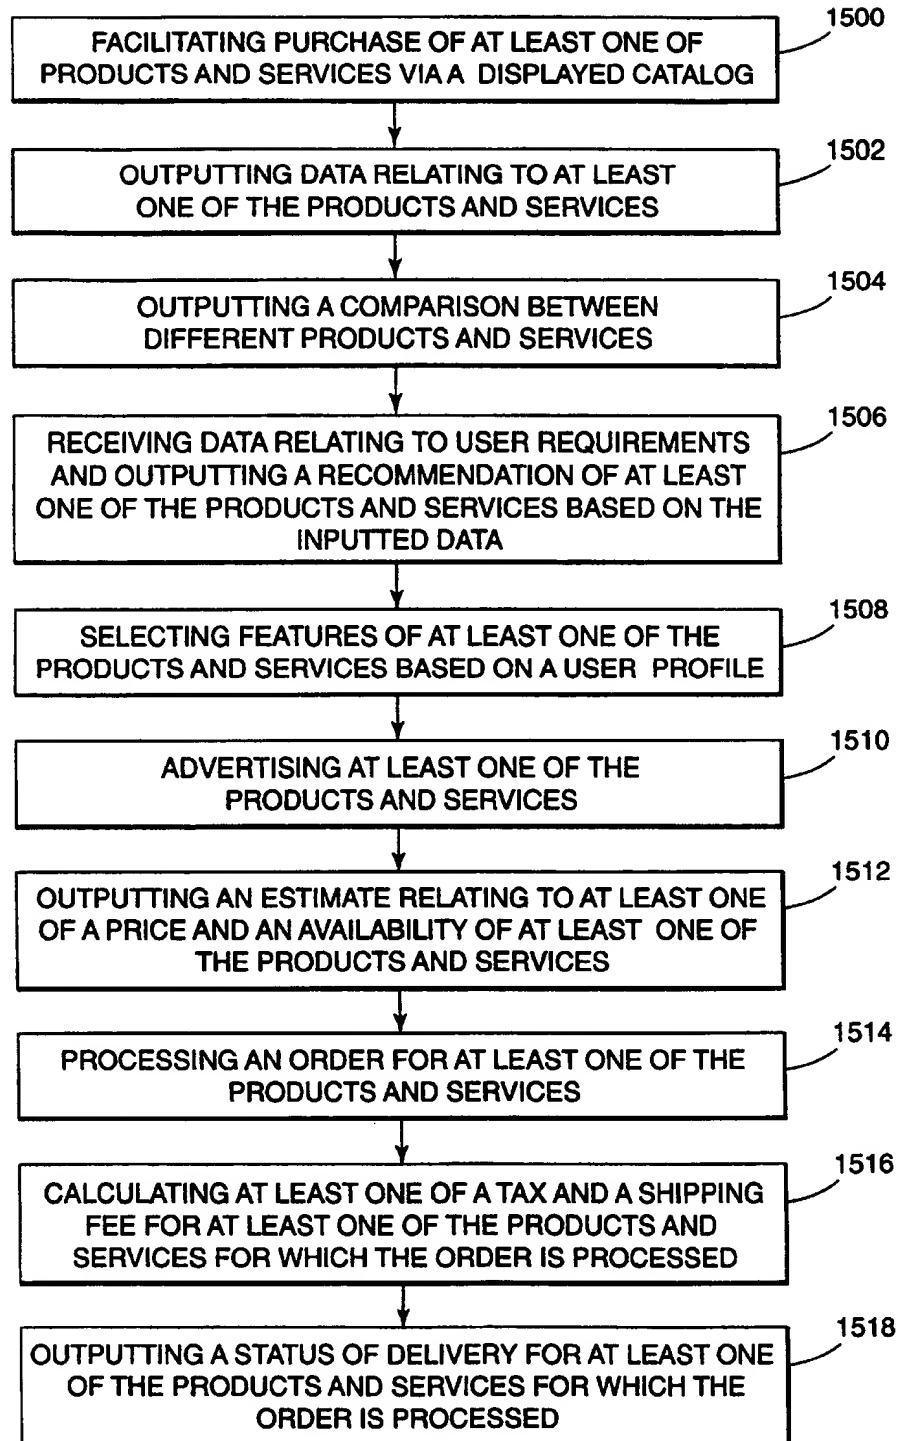 1500
FACILITATING PURCHASE OF AT LEAST ONE OF
PRODUCTS AND SERVICES VIA A DISPLAYED CATALOG
1502
OUTPUTTING DATA RELATING TO AT LEAST
ONE OF THE PRODUCTS AND SERVICES
1504
OUTPUTTING A COMPARISON BETWEEN
DIFFERENT PRODUCTS AND SERVICES
1506
RECEIVING DATA RELATING TO USER REQUIREMENTS
AND OUTPUTTING A RECOMMENDATION OF AT LEAST
ONE OF THE PRODUCTS AND SERVICES BASED ON THE
INPUTTED DATA
1508
SELECTING FEATURES OF AT LEAST ONE OF THE
PRODUCTS AND SERVICES BASED ON A USER PROFILE
1510
ADVERTISING AT LEAST ONE OF THE
PRODUCTS AND SERVICES
1512
OUTPUTTING AN ESTIMATE RELATING TO AT LEAST ONE
OF A PRICE AND AN AVAILABILITY OF AT LEAST ONE OF
THE PRODUCTS AND SERVICES
1514
PROCESSING AN ORDER FOR AT LEAST ONE OF THE
PRODUCTS AND SERVICES
1516
CALCULATING AT LEAST ONE OF A TAX AND A SHIPPING
FEE FOR AT LEAST ONE OF THE PRODUCTS AND
SERVICES FOR WHICH THE ORDER IS PROCESSED
1518
OUTPUTTING A STATUS OF DELIVERY FOR AT LEAST ONE
OF THE PRODUCTS AND SERVICES FOR WHICH THE
ORDER IS PROCESSED